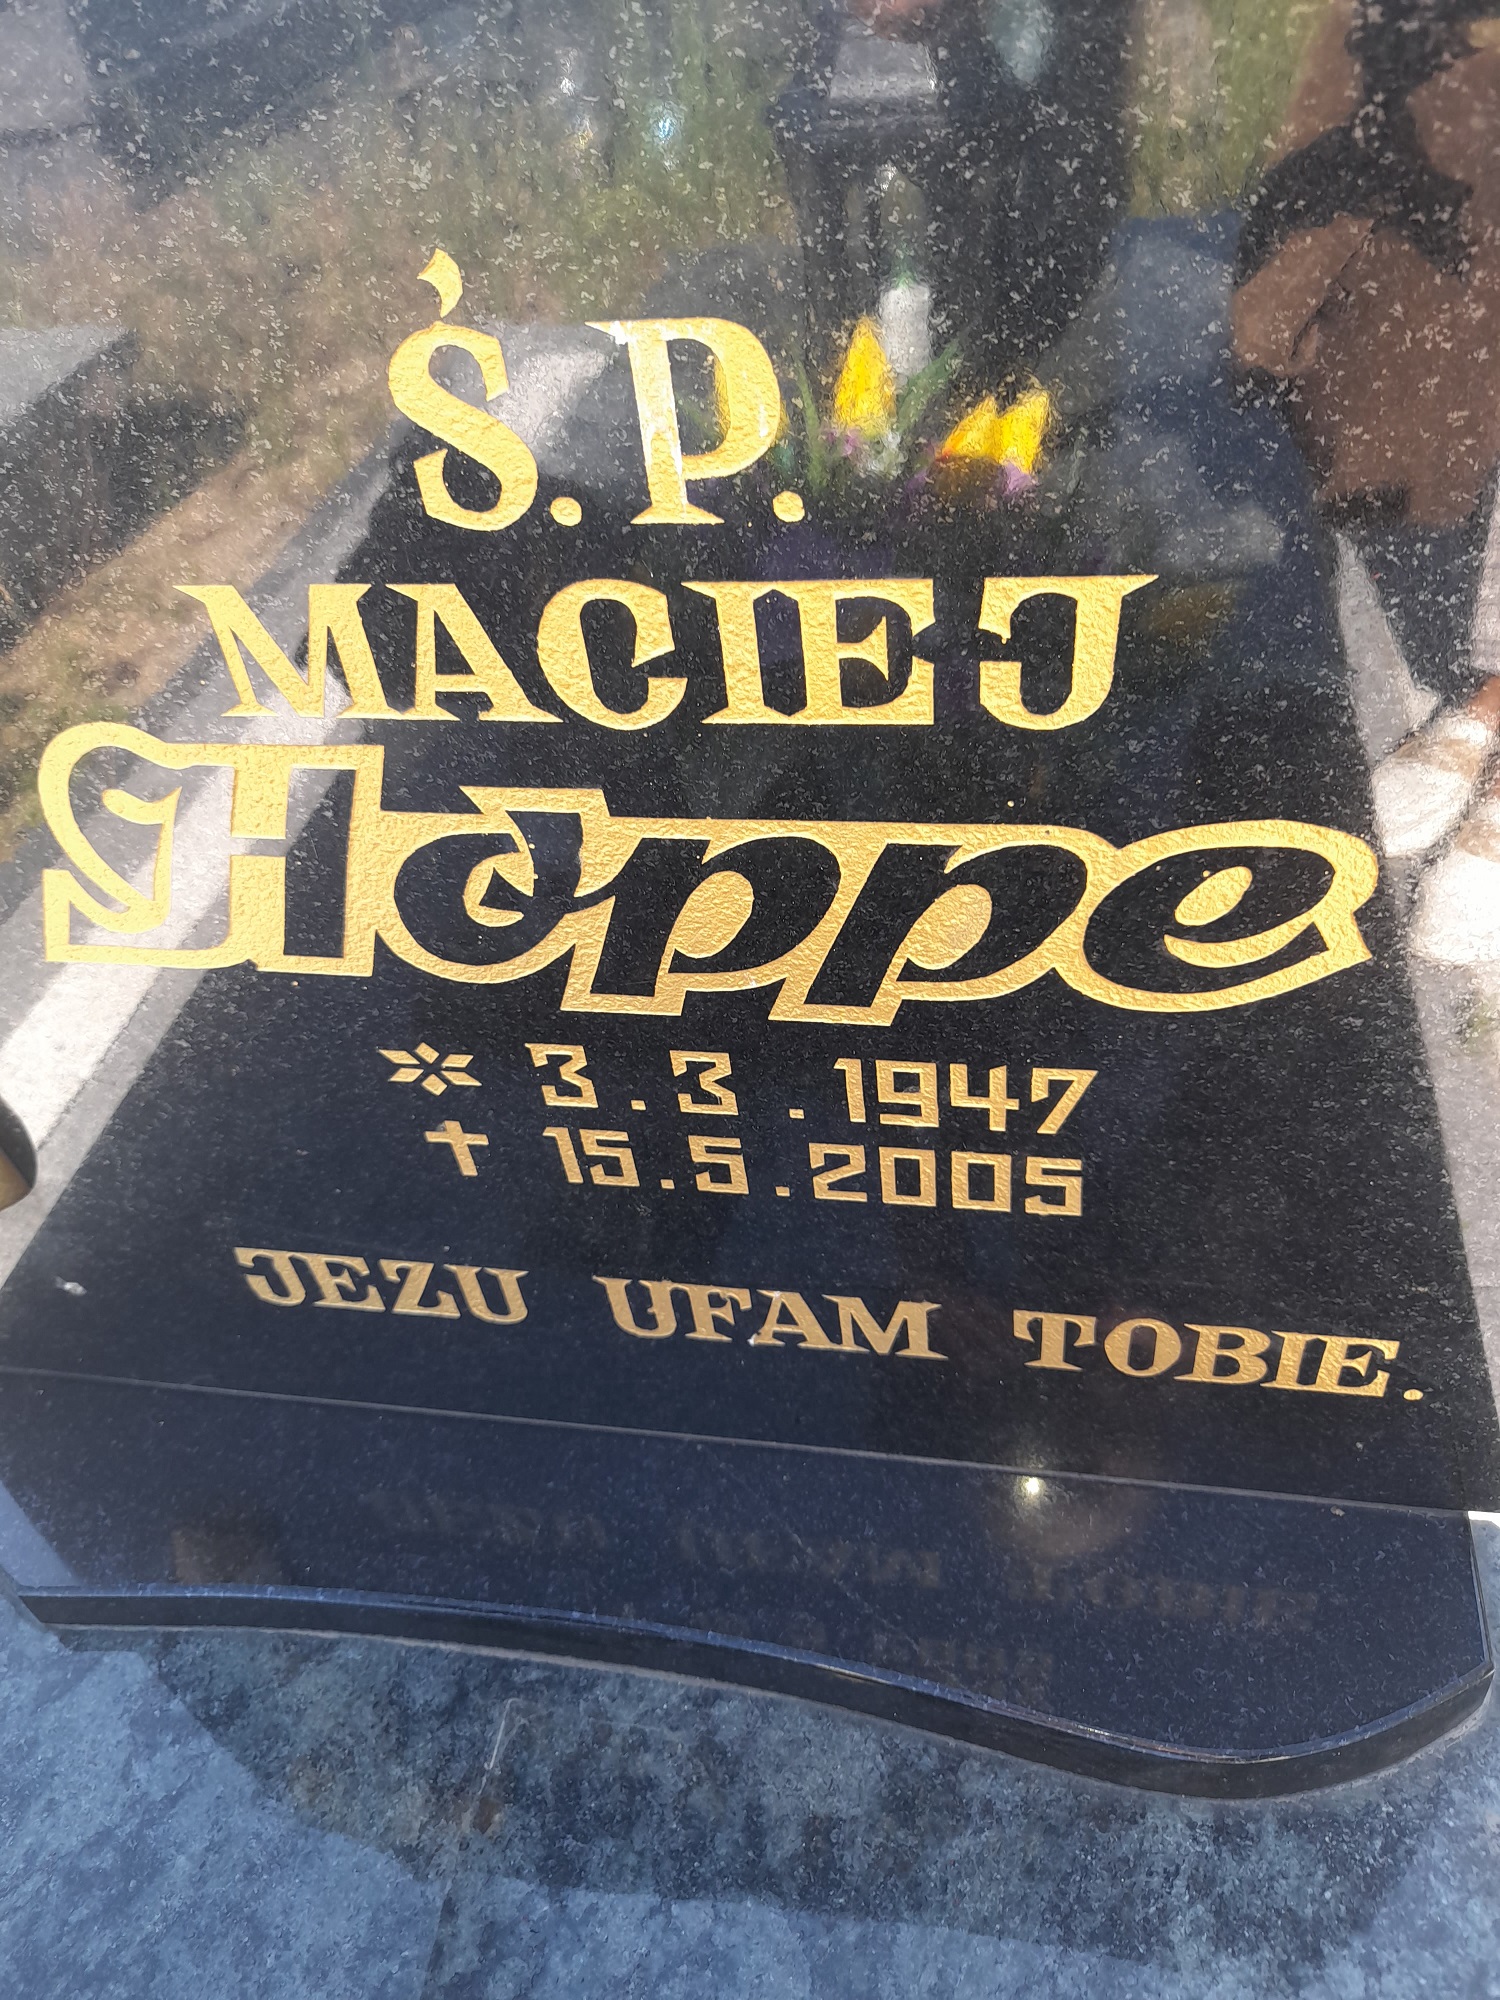 Ś. P.
MACIEJ
Hoppe
* 3.3.1947
† 15.5.2005
JEZU UFAM TOBIE.